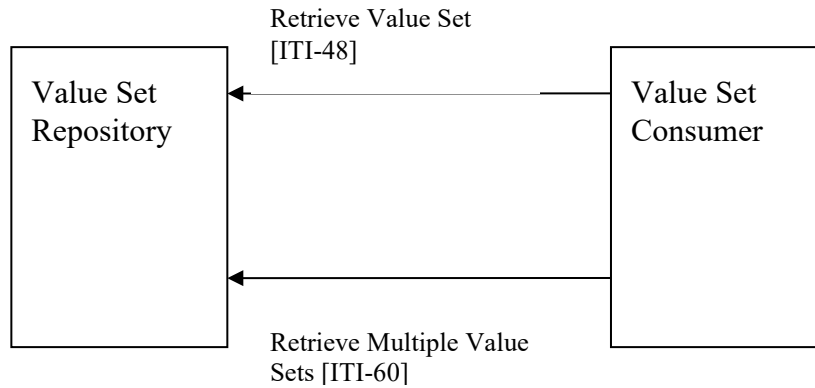 Retrieve Value Set
[ITI-48]
Value Set
Repository
Value Set
Consumer
Retrieve Multiple Value
Sets [ITI-60]